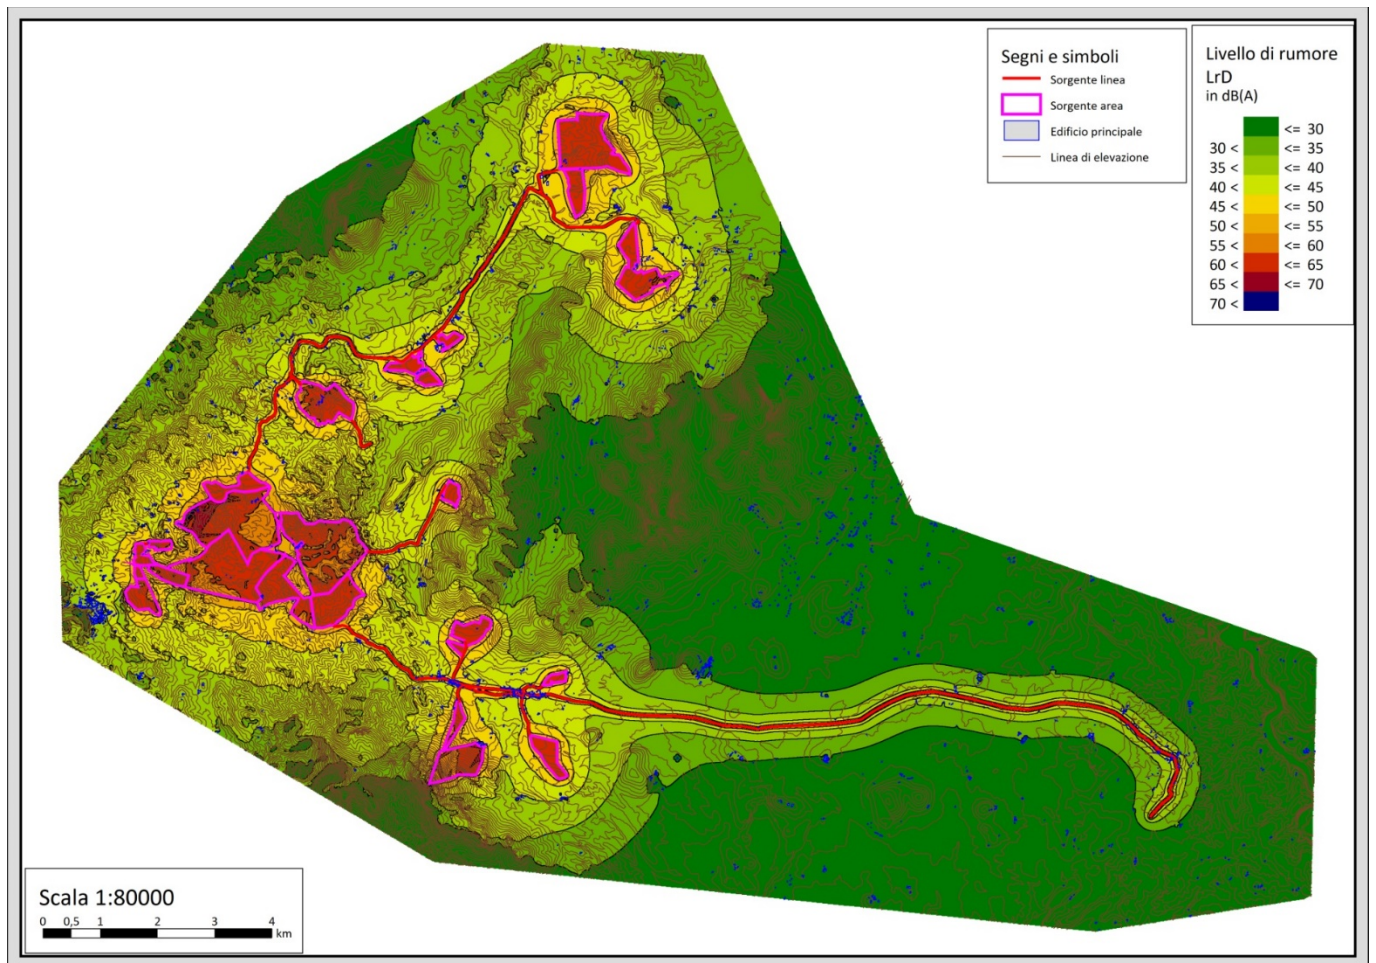 Segni e simboli
Sorgente linea
Sorgente area
Edificio principale
Linea di elevazione
Livello di rumore
LrD
in dB(A)
<= 30
30 < <= 35
35 < <= 40
40 < <= 45
45 < <= 50
50 < <= 55
55 < <= 60
60 < <= 65
65 < <= 70
70 <
Scala 1:80000
0 0,5 1 2 3 4
km